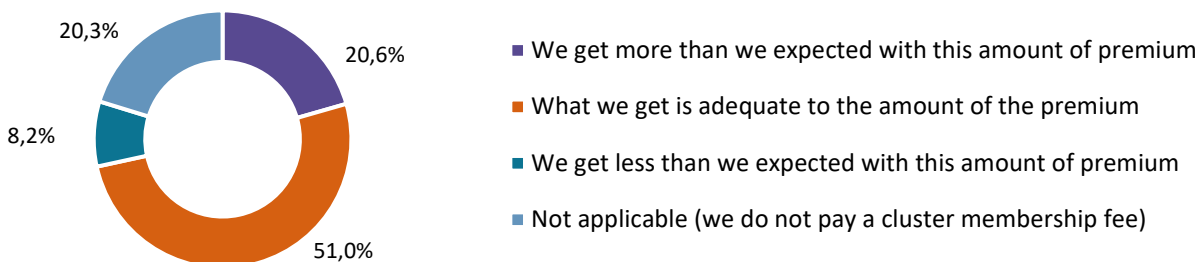 20,3%
20,6%
8,2%
51,0%
We get more than we expected with this amount of premium
What we get is adequate to the amount of the premium
We get less than we expected with this amount of premium
Not applicable (we do not pay a cluster membership fee)